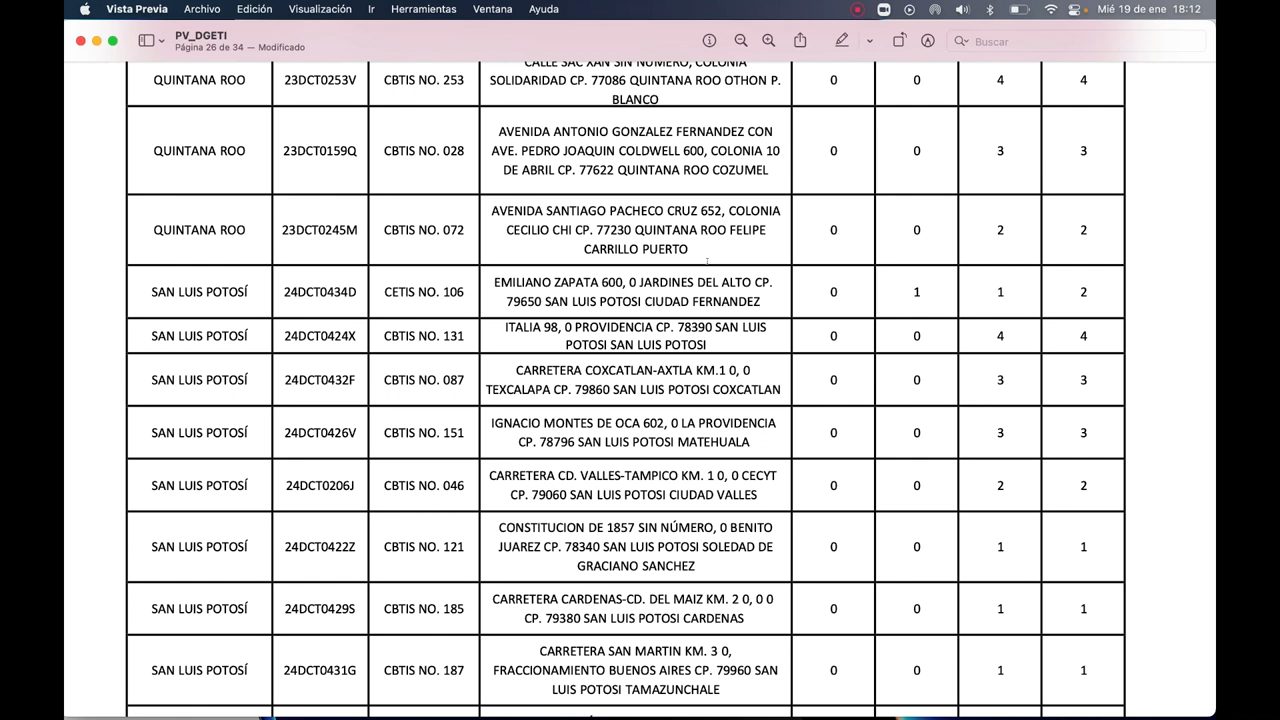 Vista Previa Archivo Edición Visualización Ir Herramientas Ventana Ayuda Mié 19 de ene 18:12
PV_DGETI
Página 26 de 34 — Modificado
Buscar
CALLE SAC XAN SIN NÚMERO, COLONIA
QUINTANA ROO 23DCT0253V CBTIS NO. 253 SOLIDARIDAD CP. 77086 QUINTANA ROO OTHON P. 0 0 4 4
BLANCO
AVENIDA ANTONIO GONZALEZ FERNANDEZ CON
QUINTANA ROO 23DCT0159Q CBTIS NO. 028 AVE. PEDRO JOAQUIN COLDWELL 600, COLONIA 10 0 0 3 3
DE ABRIL CP. 77622 QUINTANA ROO COZUMEL
AVENIDA SANTIAGO PACHECO CRUZ 652, COLONIA
QUINTANA ROO 23DCT0245M CBTIS NO. 072 CECILIO CHI CP. 77230 QUINTANA ROO FELIPE 0 0 2 2
CARRILLO PUERTO
EMILIANO ZAPATA 600, 0 JARDINES DEL ALTO CP.
SAN LUIS POTOSÍ 24DCT0434D CETIS NO. 106 0 1 1 2
79650 SAN LUIS POTOSI CIUDAD FERNANDEZ
ITALIA 98, 0 PROVIDENCIA CP. 78390 SAN LUIS
SAN LUIS POTOSÍ 24DCT0424X CBTIS NO. 131 0 0 4 4
POTOSI SAN LUIS POTOSI
CARRETERA COXCATLAN-AXTLA KM.1 0, 0
SAN LUIS POTOSÍ 24DCT0432F CBTIS NO. 087 0 0 3 3
TEXCALAPA CP. 79860 SAN LUIS POTOSI COXCATLAN
IGNACIO MONTES DE OCA 602, 0 LA PROVIDENCIA
SAN LUIS POTOSÍ 24DCT0426V CBTIS NO. 151 0 0 3 3
CP. 78796 SAN LUIS POTOSI MATEHUALA
CARRETERA CD. VALLES-TAMPICO KM. 1 0, 0 CECYT
SAN LUIS POTOSÍ 24DCT0206J CBTIS NO. 046 0 0 2 2
CP. 79060 SAN LUIS POTOSI CIUDAD VALLES
CONSTITUCION DE 1857 SIN NÚMERO, 0 BENITO
SAN LUIS POTOSÍ 24DCT0422Z CBTIS NO. 121 JUAREZ CP. 78340 SAN LUIS POTOSI SOLEDAD DE 0 0 1 1
GRACIANO SANCHEZ
CARRETERA CARDENAS-CD. DEL MAIZ KM. 2 0, 0 0
SAN LUIS POTOSÍ 24DCT0429S CBTIS NO. 185 0 0 1 1
CP. 79380 SAN LUIS POTOSI CARDENAS
CARRETERA SAN MARTIN KM. 3 0,
SAN LUIS POTOSÍ 24DCT0431G CBTIS NO. 187 FRACCIONAMIENTO BUENOS AIRES CP. 79960 SAN 0 0 1 1
LUIS POTOSI TAMAZUNCHALE